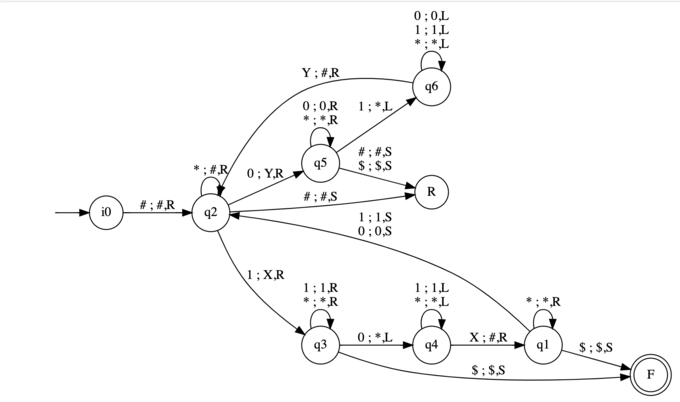 0 ; 0,L
1 ; 1,L
* ; *,L
q6
Y ; #,R
0 ; 0,R
* ; *,R
1 ; *,L
q5
* ; #,R
0 ; Y,R
# ; #,S
$ ; $,S
R
# ; #,S
i0
# ; #,R
q2
1 ; 1,S
0 ; 0,S
1 ; X,R
1 ; 1,R
* ; *,R
1 ; 1,L
* ; *,L
* ; *,R
q3
0 ; *,L
q4
X ; #,R
q1
$ ; $,S
$ ; $,S
F